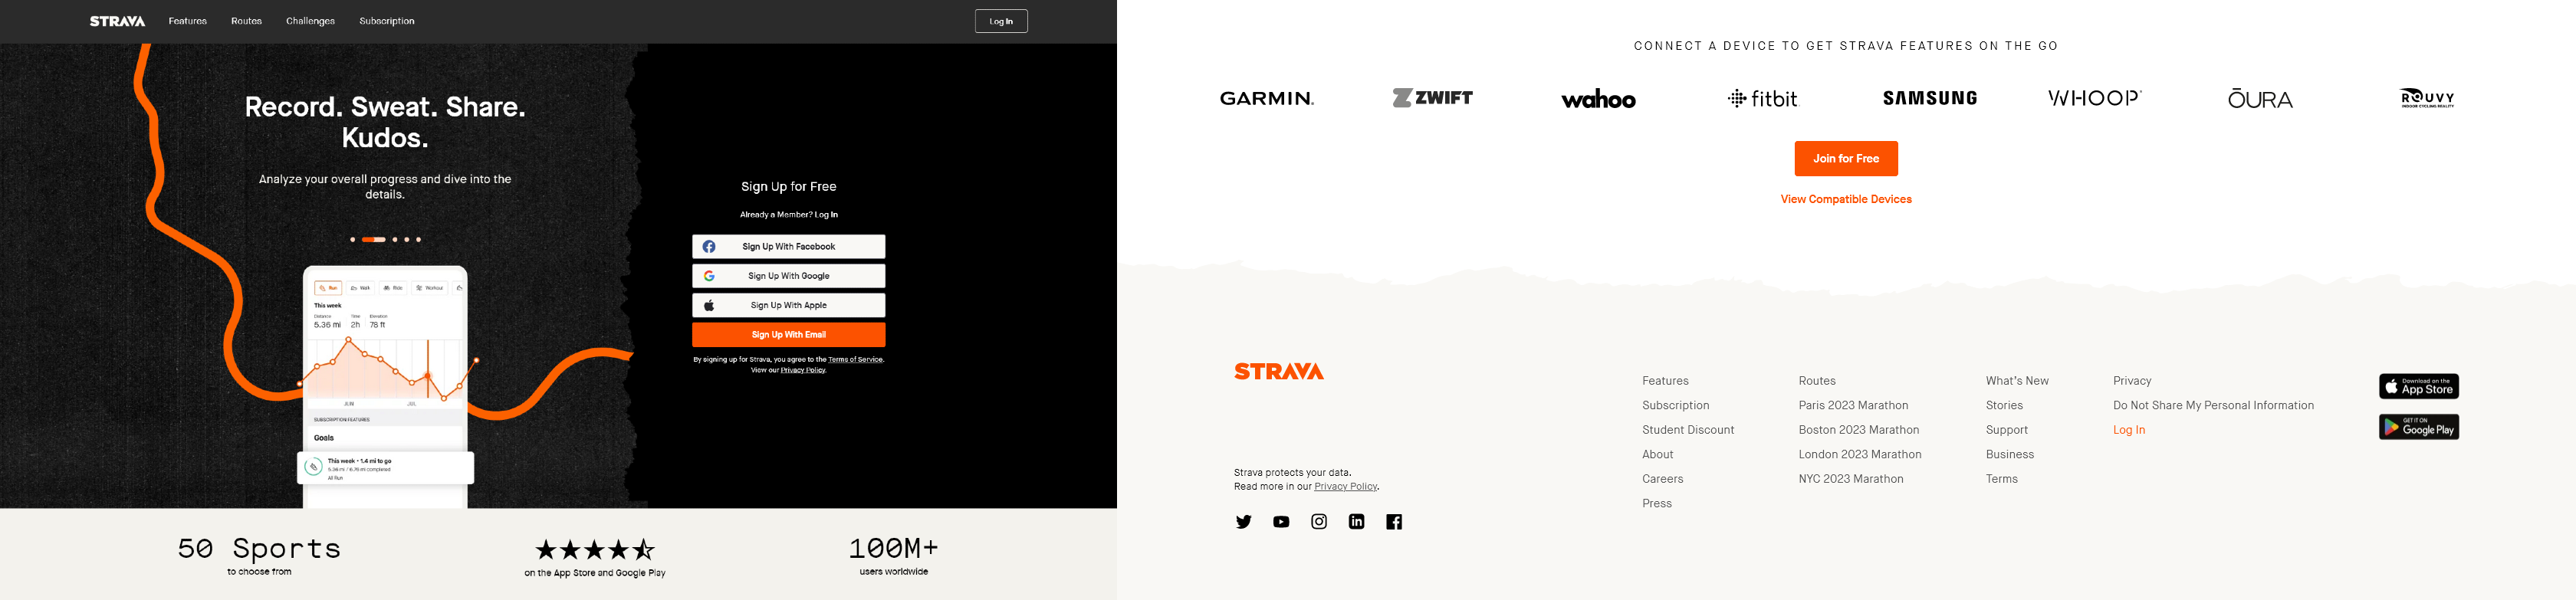 STRAVA Features Routes Challenges Subscription Log In
Record. Sweat. Share.
Kudos.
Analyze your overall progress and dive into the
details.
Run Walk Ride Workout
This week
Distance Time Elevation
5.36 mi 2h 78 ft
JUN JUL
SUBSCRIPTION FEATURES
Goals
This week • 1.4 mi to go
5.36 mi / 6.76 mi completed
All Run
Sign Up for Free
Already a Member? Log In
Sign Up With Facebook
Sign Up With Google
Sign Up With Apple
Sign Up With Email
By signing up for Strava, you agree to the Terms of Service.
View our Privacy Policy.
50 Sports
to choose from
on the App Store and Google Play
100M+
users worldwide
CONNECT A DEVICE TO GET STRAVA FEATURES ON THE GO
GARMIN ZWIFT wahoo fitbit SAMSUNG WHOOP ŌURA ROUVY
INDOOR CYCLING REALITY
Join for Free
View Compatible Devices
STRAVA
Strava protects your data.
Read more in our Privacy Policy.
Features
Subscription
Student Discount
About
Careers
Press
Routes
Paris 2023 Marathon
Boston 2023 Marathon
London 2023 Marathon
NYC 2023 Marathon
What's New
Stories
Support
Business
Terms
Privacy
Do Not Share My Personal Information
Log In
Download on the
App Store
GET IT ON
Google Play